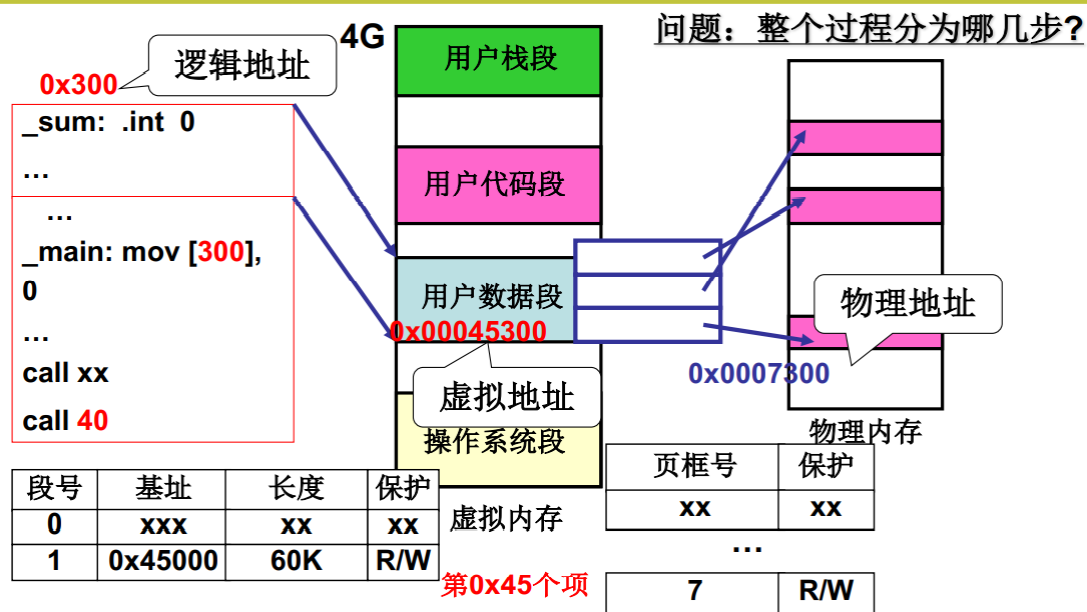 问题：整个过程分为哪几步?
4G
用户栈段
逻辑地址
0x300
_sum: .int 0
…
…
_main: mov [300],
0
…
call xx
call 40
用户代码段
用户数据段
0x00045300
虚拟地址
操作系统段
虚拟内存
物理地址
0x0007300
物理内存
段号 基址 长度 保护
0 xxx xx xx
1 0x45000 60K R/W
页框号 保护
xx xx
…
第0x45个项
7 R/W